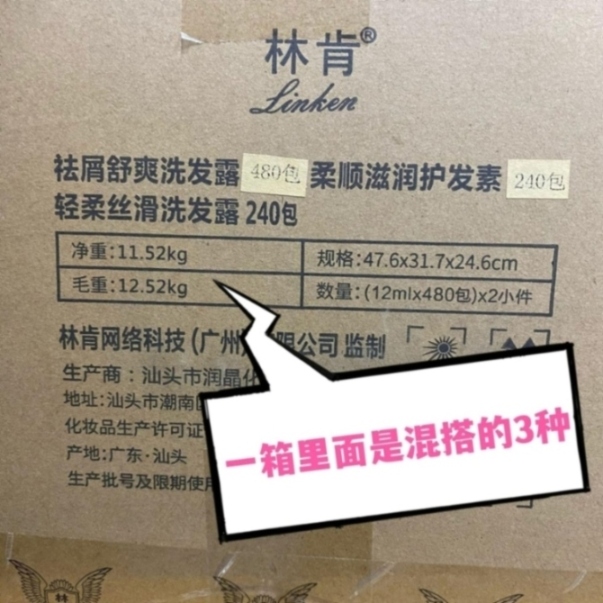 林肯®
Linken
祛屑舒爽洗发露 480包 柔顺滋润护发素 240包
轻柔丝滑洗发露 240包
净重:11.52kg 规格:47.6x31.7x24.6cm
毛重:12.52kg 数量:(12mlx480包)x2小件
林肯网络科技(广州)限公司 监制
生产商:汕头市润晶化
地址:汕头市潮南
化妆品生产许可证
产地:广东·汕头
生产批号及限期使
一箱里面是混搭的3种
林